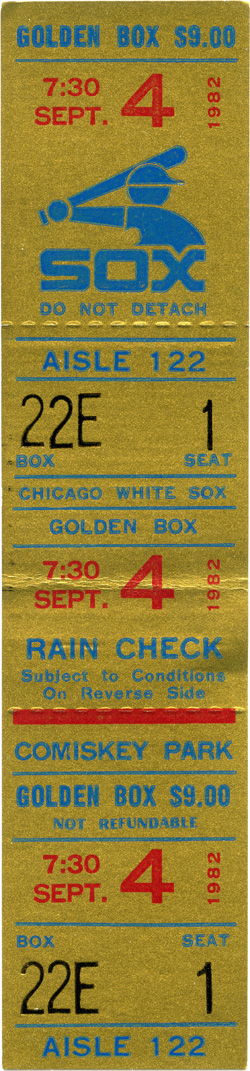 GOLDEN BOX $9.00
7:30
SEPT. 4 1982
SOX
DO NOT DETACH
AISLE 122
22E 1
BOX SEAT
CHICAGO WHITE SOX
GOLDEN BOX
7:30
SEPT. 4 1982
RAIN CHECK
Subject to Conditions
On Reverse Side
COMISKEY PARK
GOLDEN BOX $9.00
NOT REFUNDABLE
7:30
SEPT. 4 1982
BOX SEAT
22E 1
AISLE 122